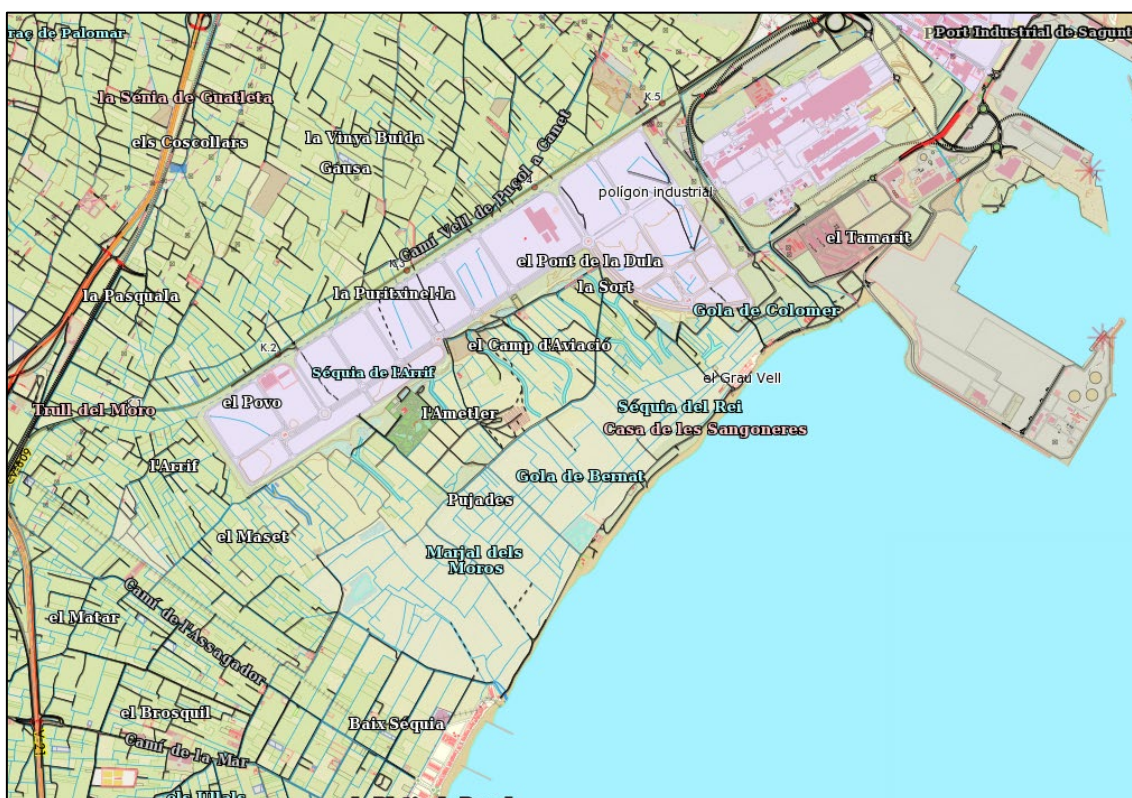 raç de Palomar
Port Industrial de Sagunt
la Sénia de Guatleta
K.5
la Vinya Buida
els Coscollars
Gausa
Camí Vell de Puçol a Canet
polígon industrial
el Tamarit
el Pont de la Dula
la Sort
la Pasquala
la Puritxinel·la
Gola de Colomer
K.2
el Camp d'Aviació
Séquia de l'Arrif
el Grau Vell
el Povo
Trull del Moro
l'Ametler
Séquia del Rei
Casa de les Sangoneres
l'Arrif
Gola de Bernat
Pujades
el Maset
Marjal dels
Moros
Camí de l'Assagador
el Matar
el Brosquil
Baix-Séquia
V-21
Camí de la Mar
els Ullals